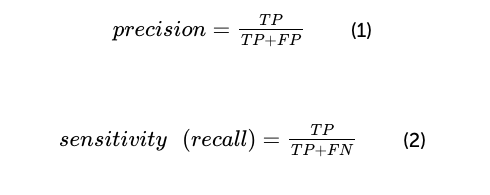 precision = TP / TP+FP (1)
sensitivity (recall) = TP / TP+FN (2)